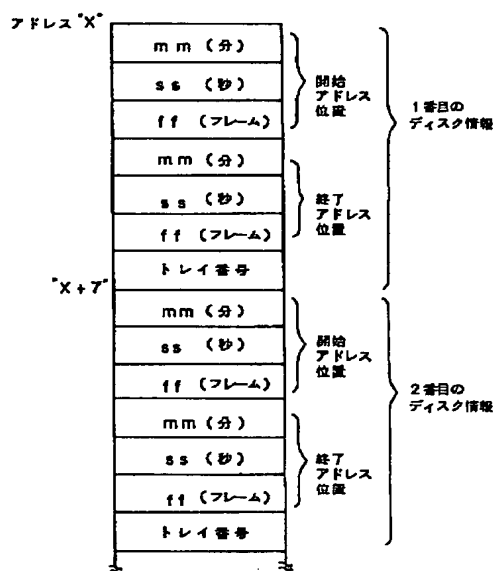 アドレス "X"
mm (分)
ss (秒)
ff (フレーム)
開始
アドレス
位置
mm (分)
ss (秒)
ff (フレーム)
終了
アドレス
位置
トレイ番号
1番目の
ディスク情報
"X+7"
mm (分)
ss (秒)
ff (フレーム)
開始
アドレス
位置
mm (分)
ss (秒)
ff (フレーム)
終了
アドレス
位置
トレイ番号
2番目の
ディスク情報